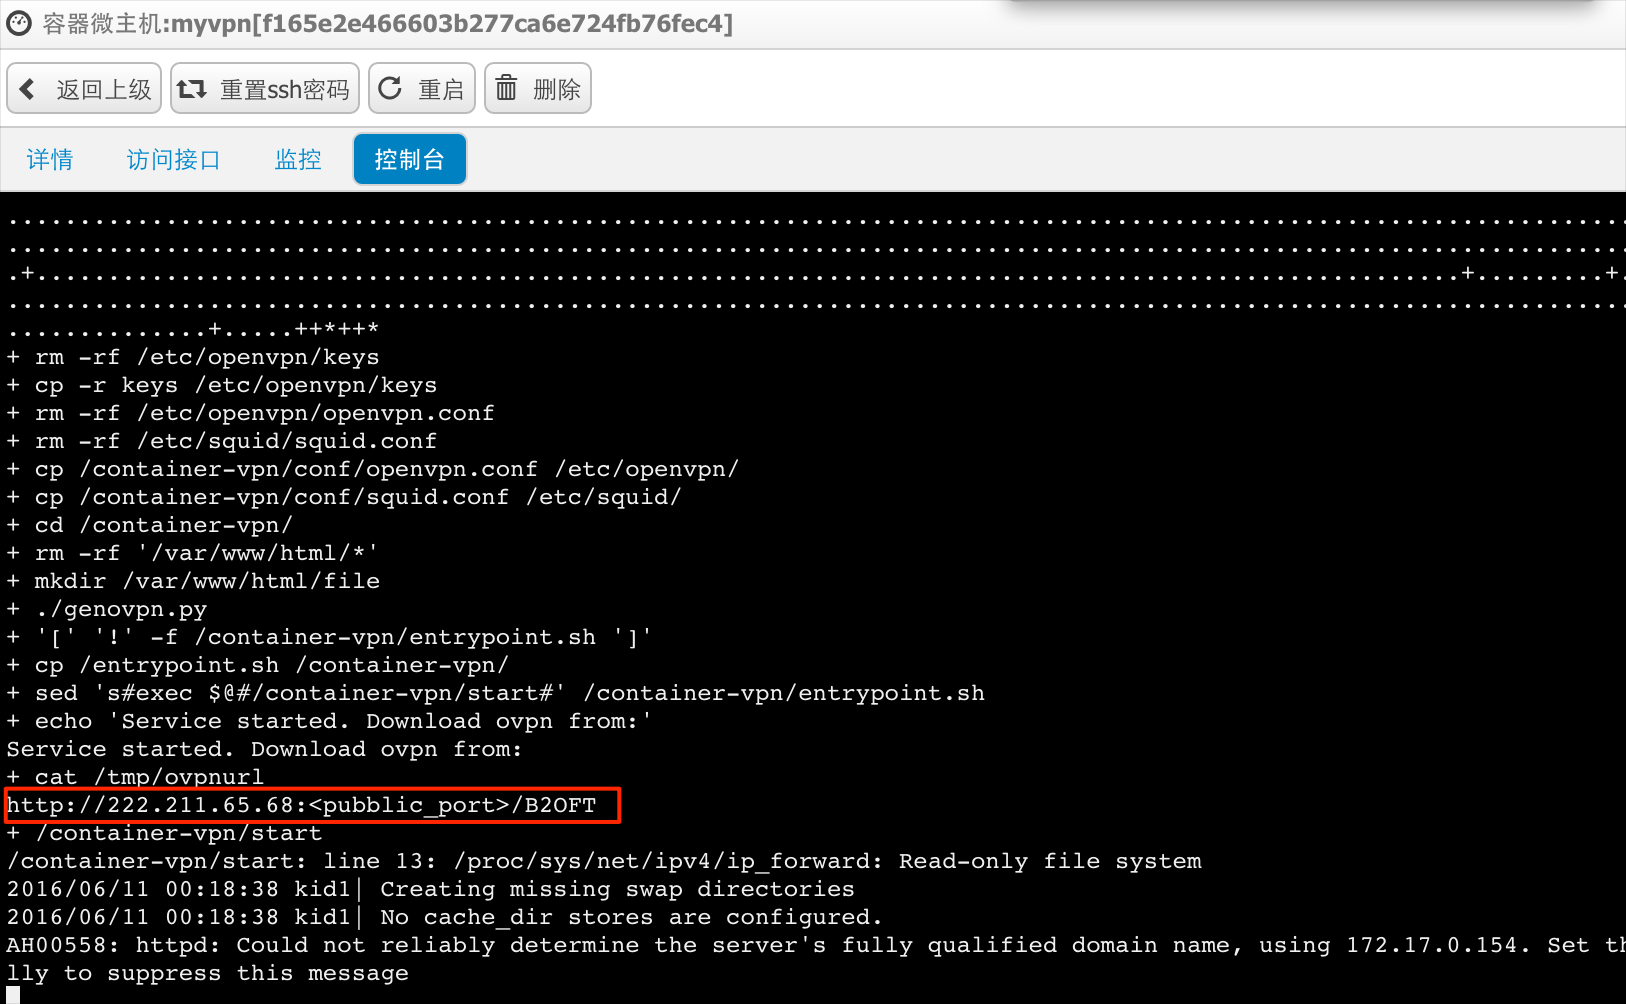 容器微主机:myvpn[f165e2e466603b277ca6e724fb76fec4]
返回上级 重置ssh密码 重启 删除
详情 访问接口 监控 控制台
...................................................................................................................
...................................................................................................................
.+...................................................................................................+.........+.
...................................................................................................................
..............+.....++*++*
+ rm -rf /etc/openvpn/keys
+ cp -r keys /etc/openvpn/keys
+ rm -rf /etc/openvpn/openvpn.conf
+ rm -rf /etc/squid/squid.conf
+ cp /container-vpn/conf/openvpn.conf /etc/openvpn/
+ cp /container-vpn/conf/squid.conf /etc/squid/
+ cd /container-vpn/
+ rm -rf '/var/www/html/*'
+ mkdir /var/www/html/file
+ ./genovpn.py
+ '[' '!' -f /container-vpn/entrypoint.sh ']'
+ cp /entrypoint.sh /container-vpn/
+ sed 's#exec $@#/container-vpn/start#' /container-vpn/entrypoint.sh
+ echo 'Service started. Download ovpn from:'
Service started. Download ovpn from:
+ cat /tmp/ovpnurl
http://222.211.65.68:<pubblic_port>/B2OFT
+ /container-vpn/start
/container-vpn/start: line 13: /proc/sys/net/ipv4/ip_forward: Read-only file system
2016/06/11 00:18:38 kid1| Creating missing swap directories
2016/06/11 00:18:38 kid1| No cache_dir stores are configured.
AH00558: httpd: Could not reliably determine the server's fully qualified domain name, using 172.17.0.154. Set th
lly to suppress this message